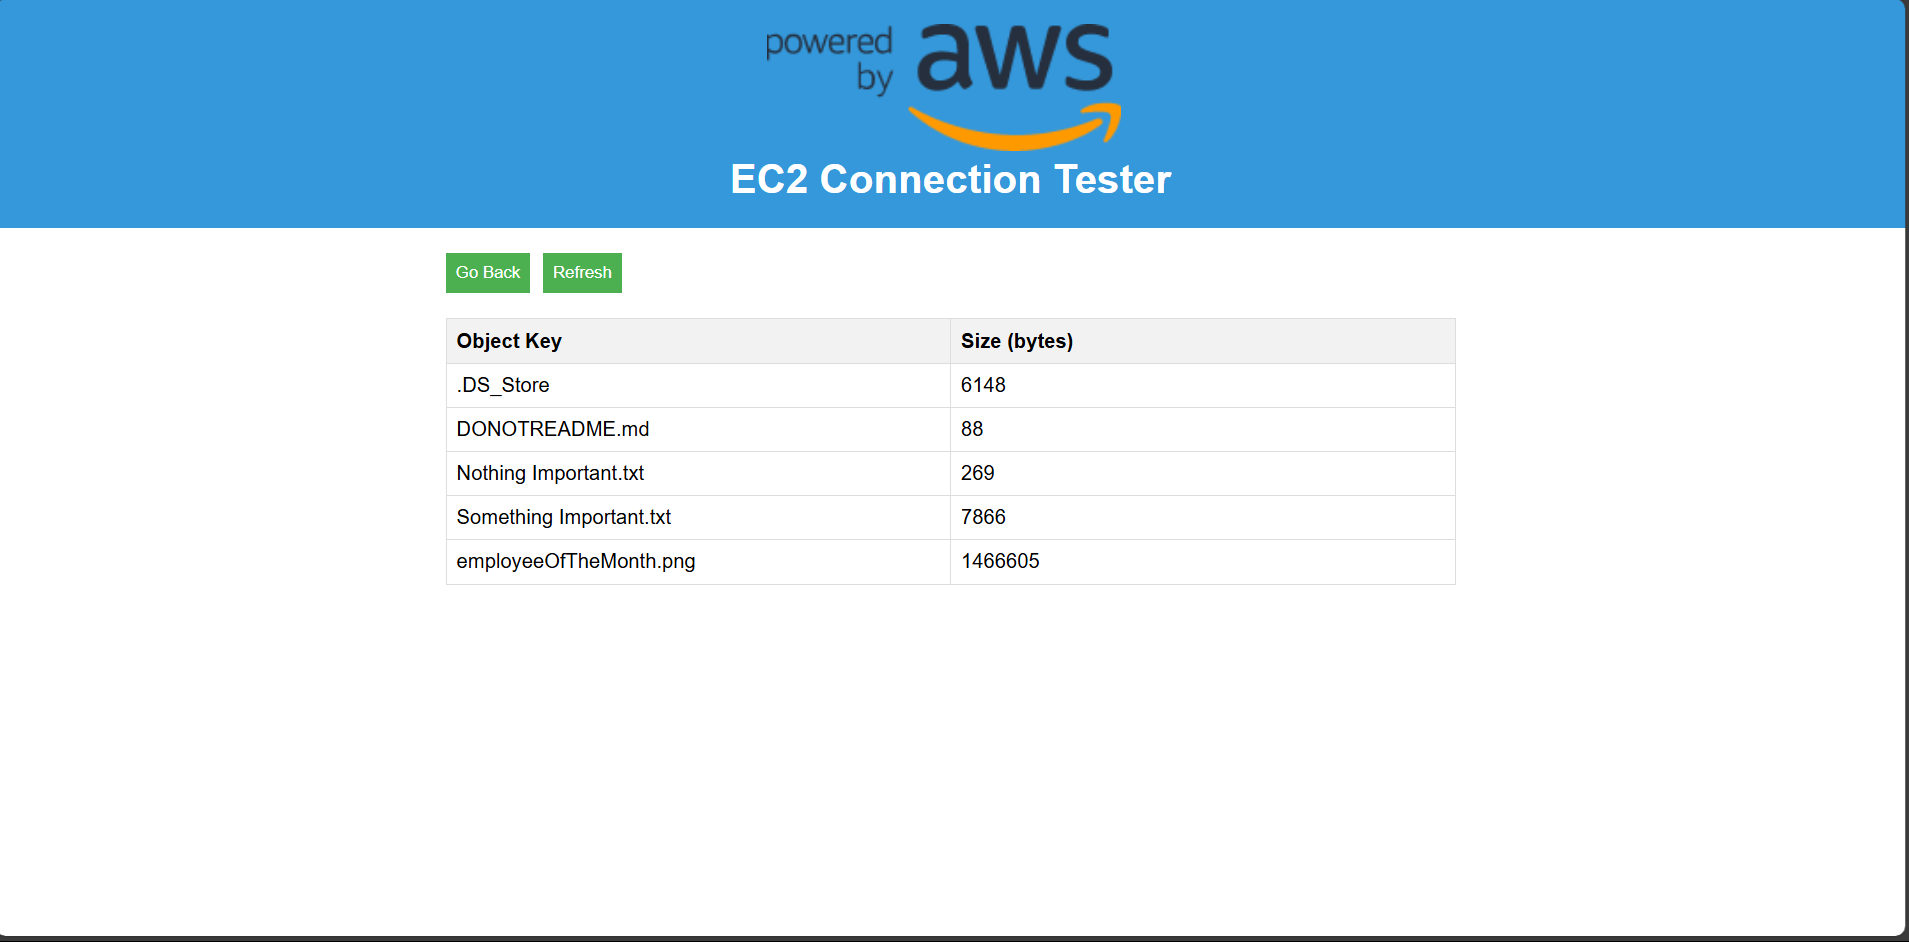 powered
by aws
EC2 Connection Tester
Go Back Refresh
Object Key Size (bytes)
.DS_Store 6148
DONOTREADME.md 88
Nothing Important.txt 269
Something Important.txt 7866
employeeOfTheMonth.png 1466605